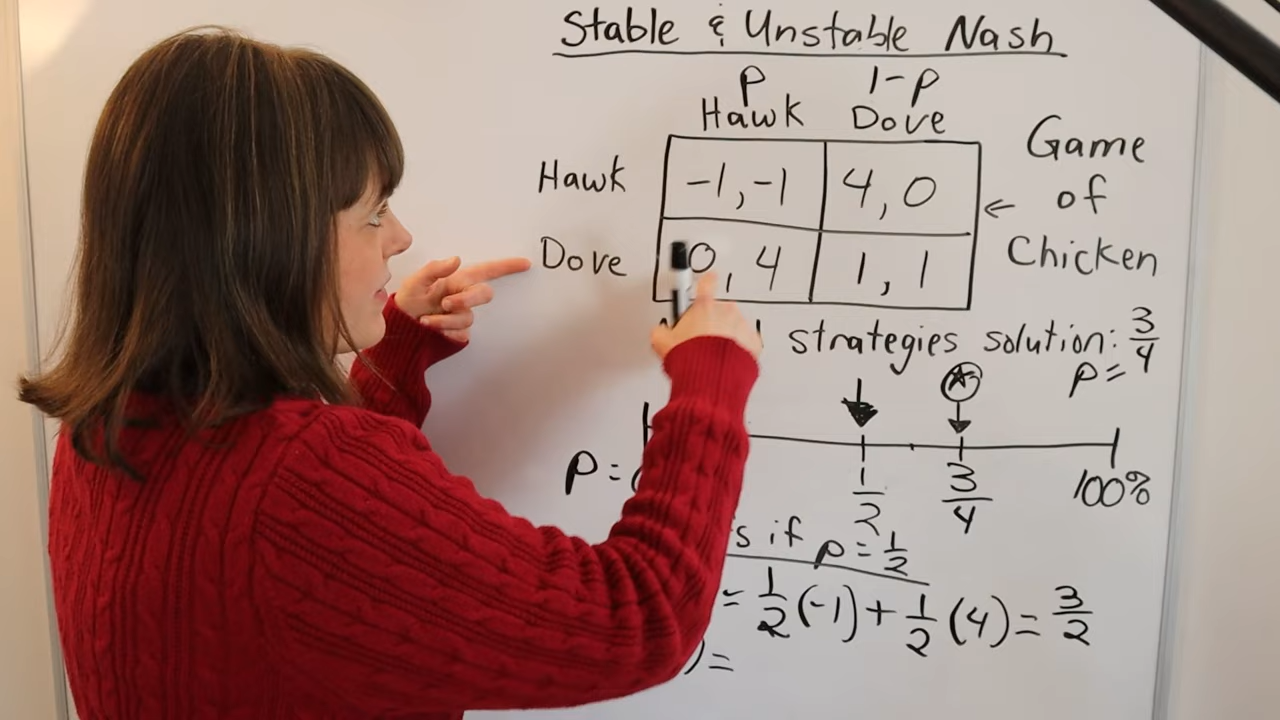 Stable & Unstable Nash
p 1-p
Hawk Dove
Hawk -1,-1 4,0
Dove 0,4 1,1
← Game of Chicken
strategies solution: p= 3/4
p=
1/2 3/4 100%
if p=1/2
= 1/2(-1)+1/2(4)=3/2
)=